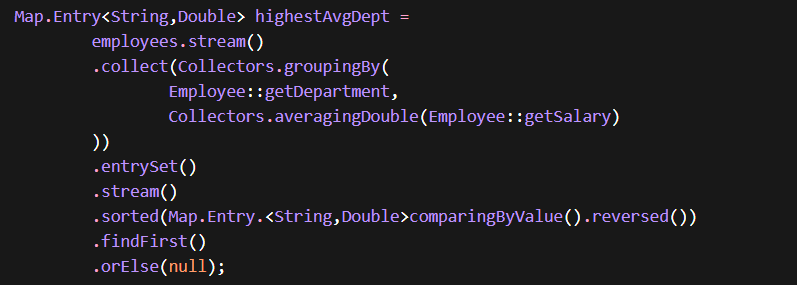 Map.Entry<String,Double> highestAvgDept =
        employees.stream()
        .collect(Collectors.groupingBy(
                Employee::getDepartment,
                Collectors.averagingDouble(Employee::getSalary)
        ))
        .entrySet()
        .stream()
        .sorted(Map.Entry.<String,Double>comparingByValue().reversed())
        .findFirst()
        .orElse(null);